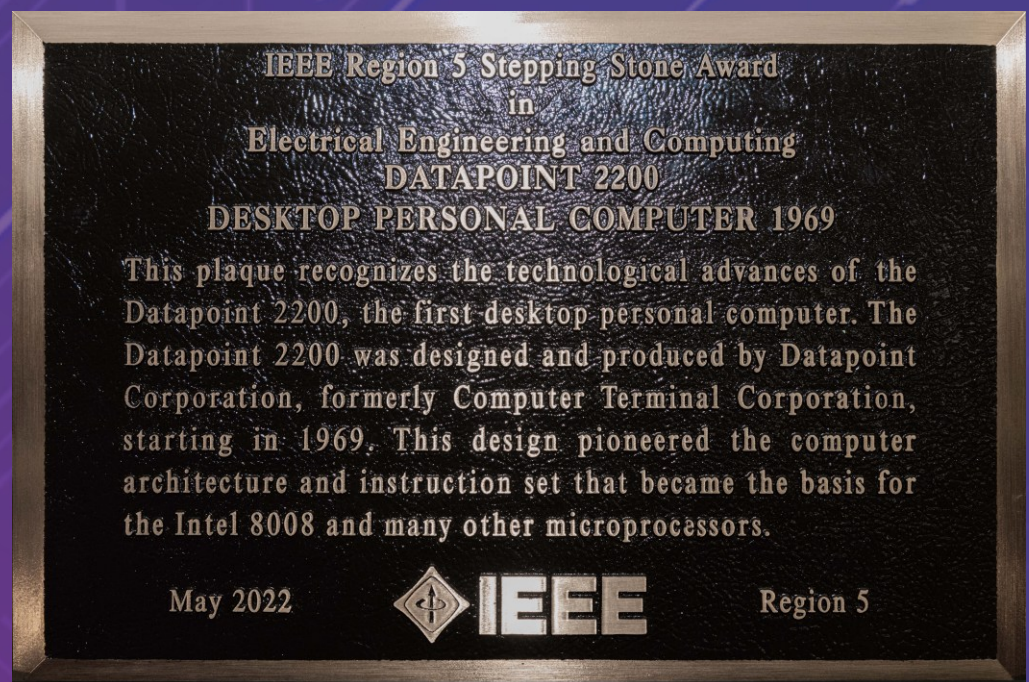 IEEE Region 5 Stepping Stone Award
in
Electrical Engineering and Computing
DATAPOINT 2200
DESKTOP PERSONAL COMPUTER 1969
This plaque recognizes the technological advances of the
Datapoint 2200, the first desktop personal computer. The
Datapoint 2200 was designed and produced by Datapoint
Corporation, formerly Computer Terminal Corporation,
starting in 1969. This design pioneered the computer
architecture and instruction set that became the basis for
the Intel 8008 and many other microprocessors.
May 2022
IEEE
Region 5